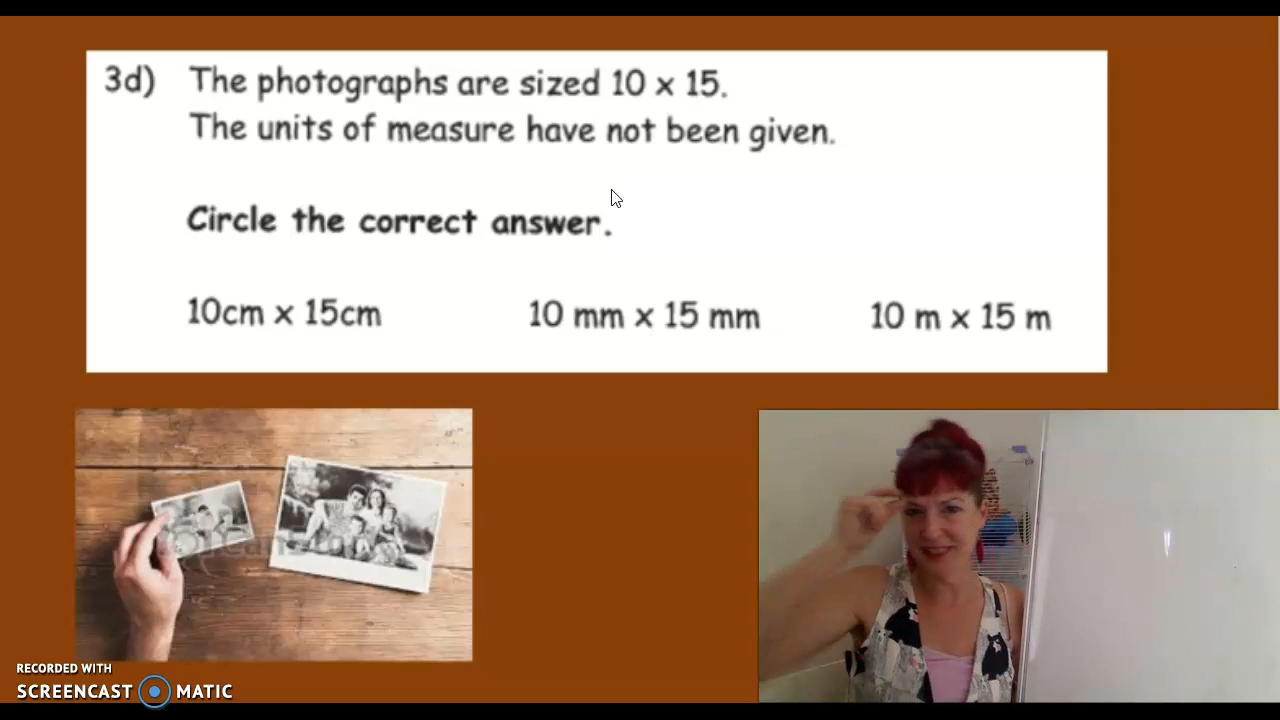 3d) The photographs are sized 10 x 15.
The units of measure have not been given.
Circle the correct answer.
10cm x 15cm 10 mm x 15 mm 10 m x 15 m
RECORDED WITH
SCREENCAST MATIC